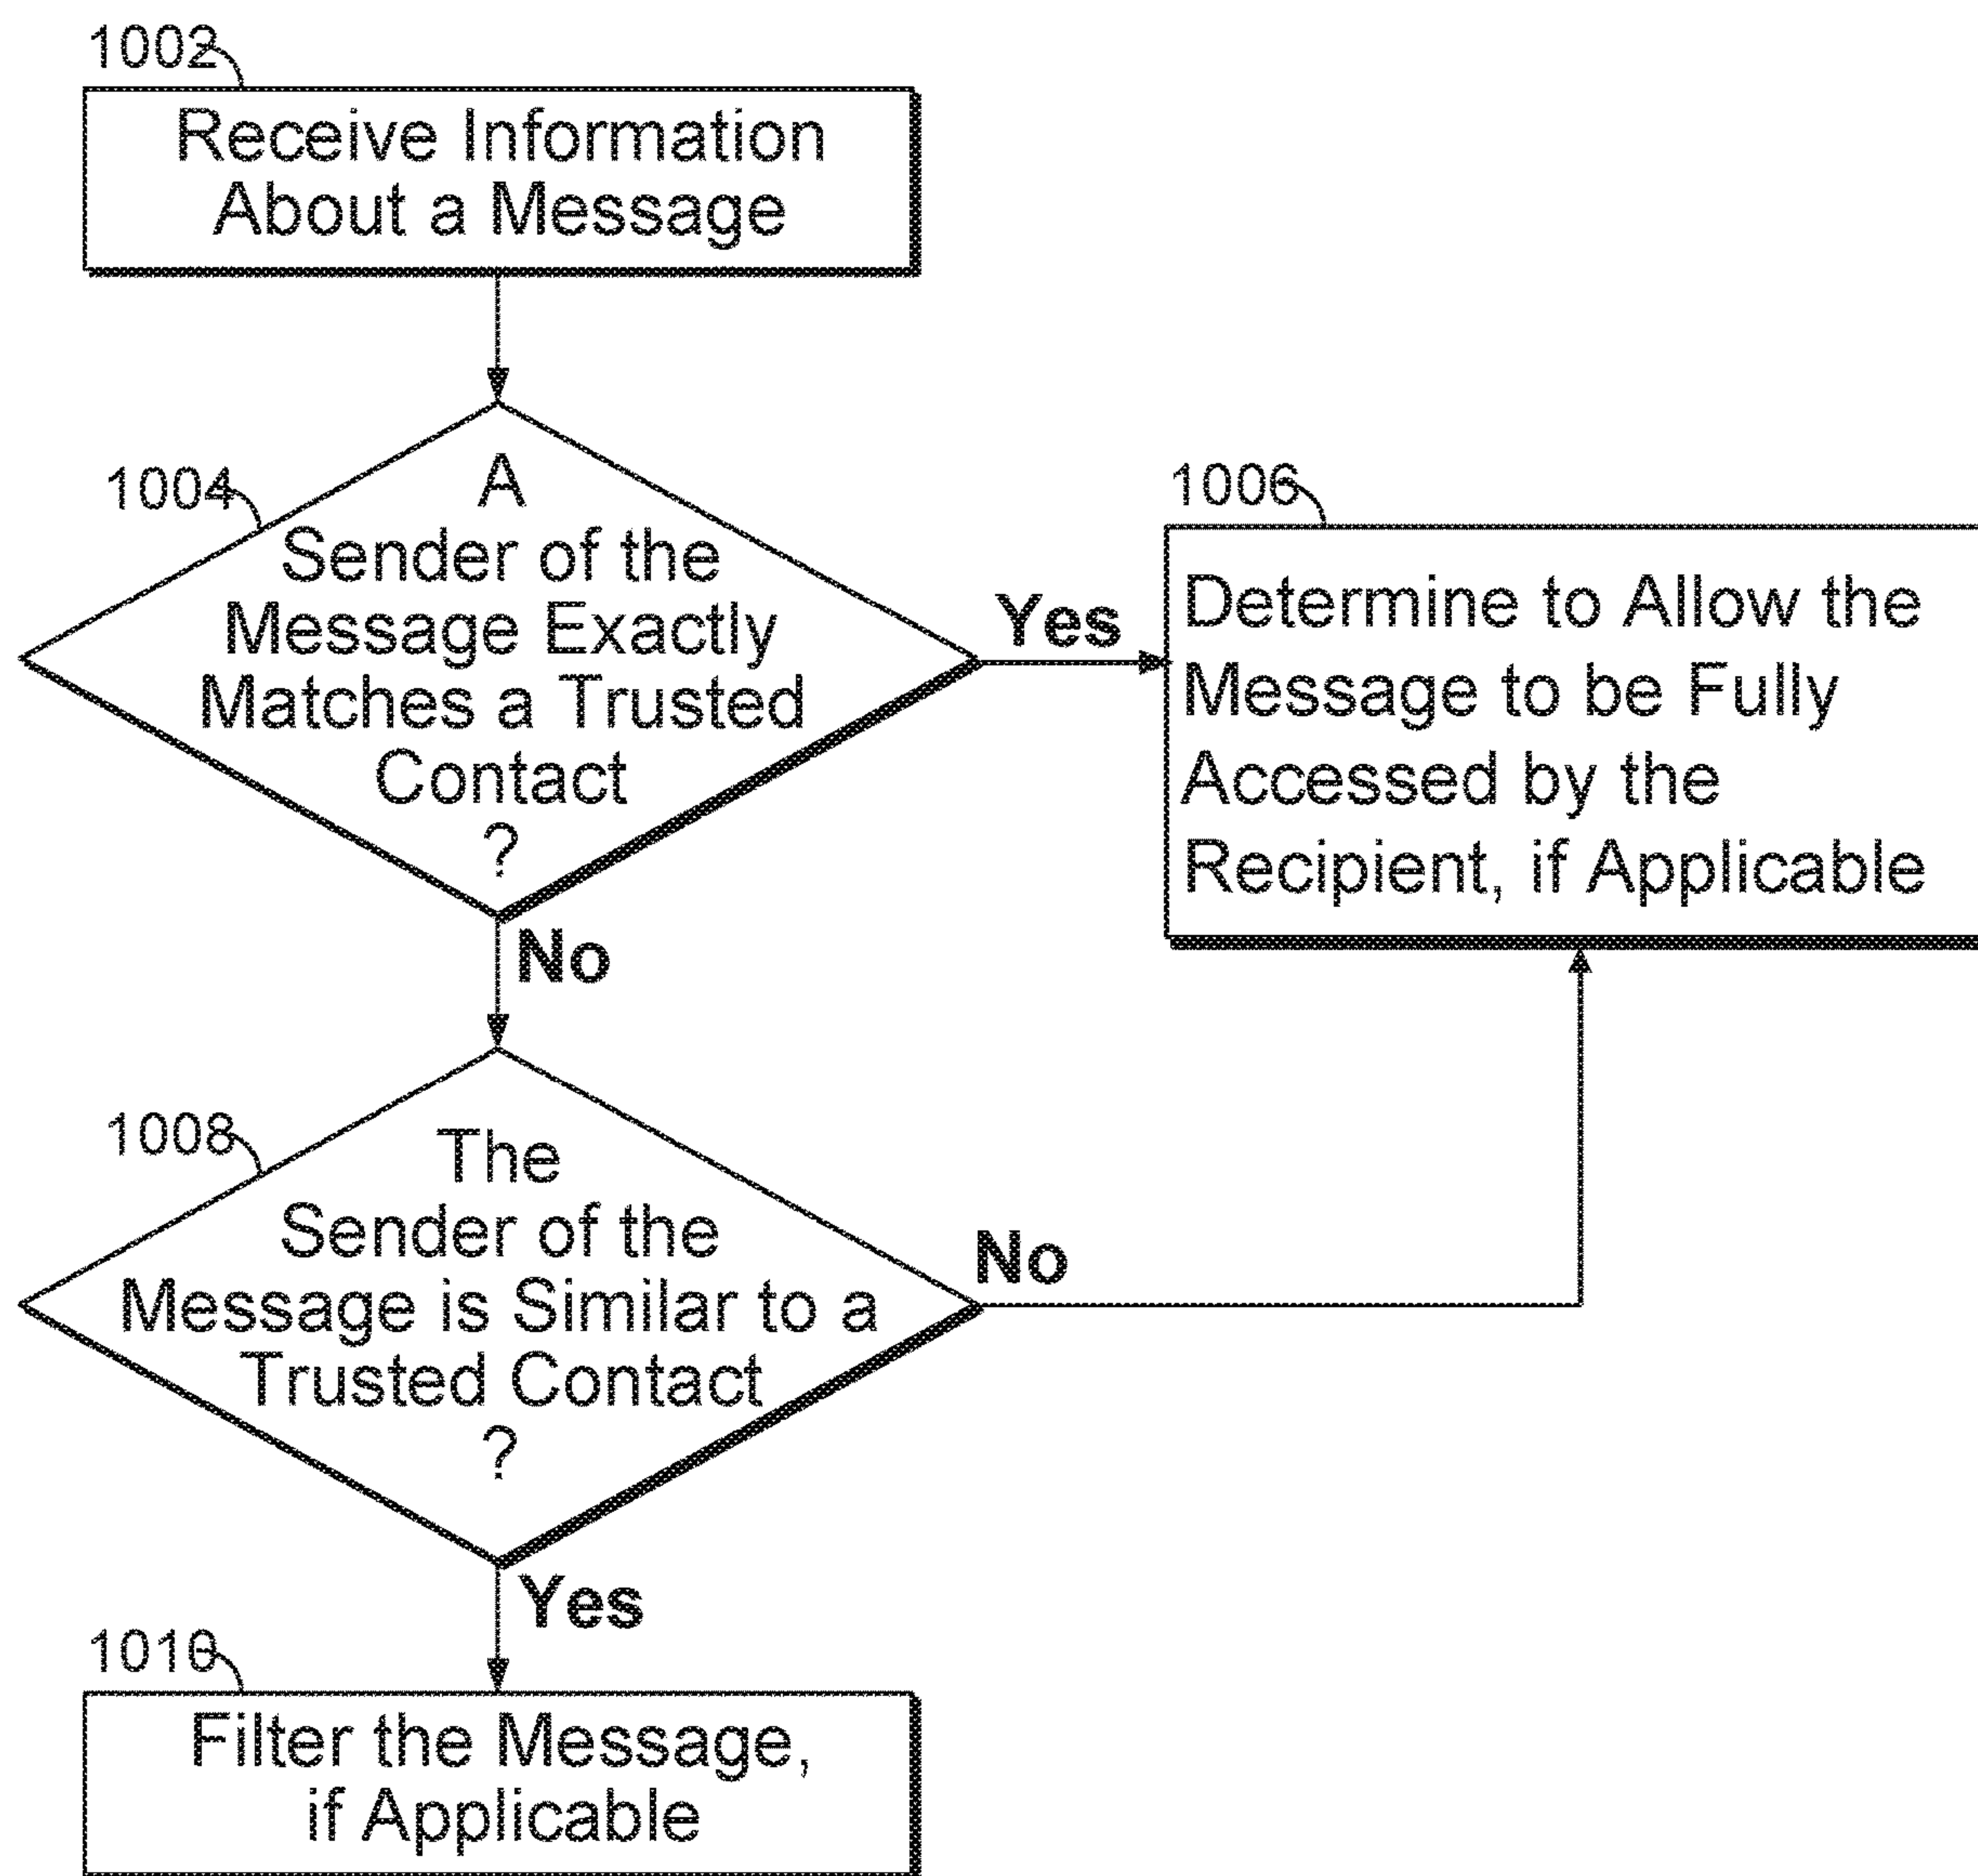 1002
Receive Information
About a Message
1004
A
Sender of the
Message Exactly
Matches a Trusted
Contact
?
Yes
1006
Determine to Allow the
Message to be Fully
Accessed by the
Recipient, if Applicable
No
1008
The
Sender of the
Message is Similar to a
Trusted Contact
?
No
Yes
1010
Filter the Message,
if Applicable